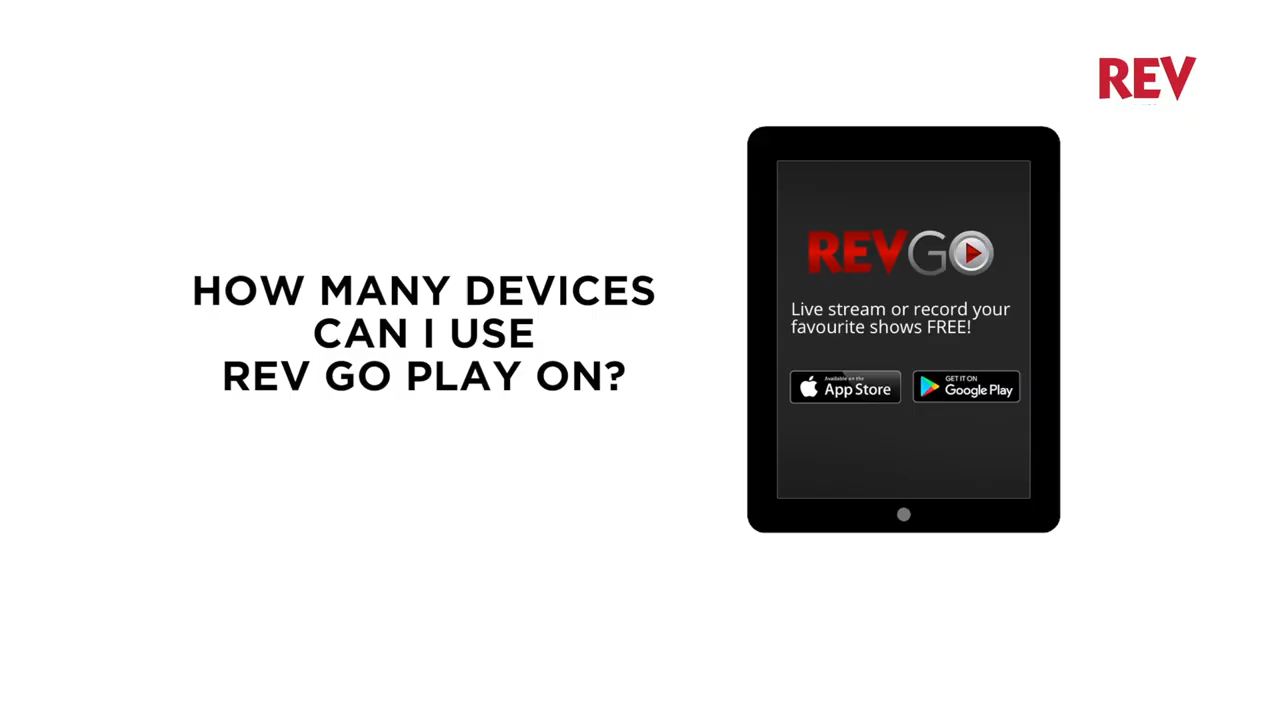 REV
HOW MANY DEVICES
CAN I USE
REV GO PLAY ON?
REVGO
Live stream or record your
favourite shows FREE!
Available on the
App Store
GET IT ON
Google Play